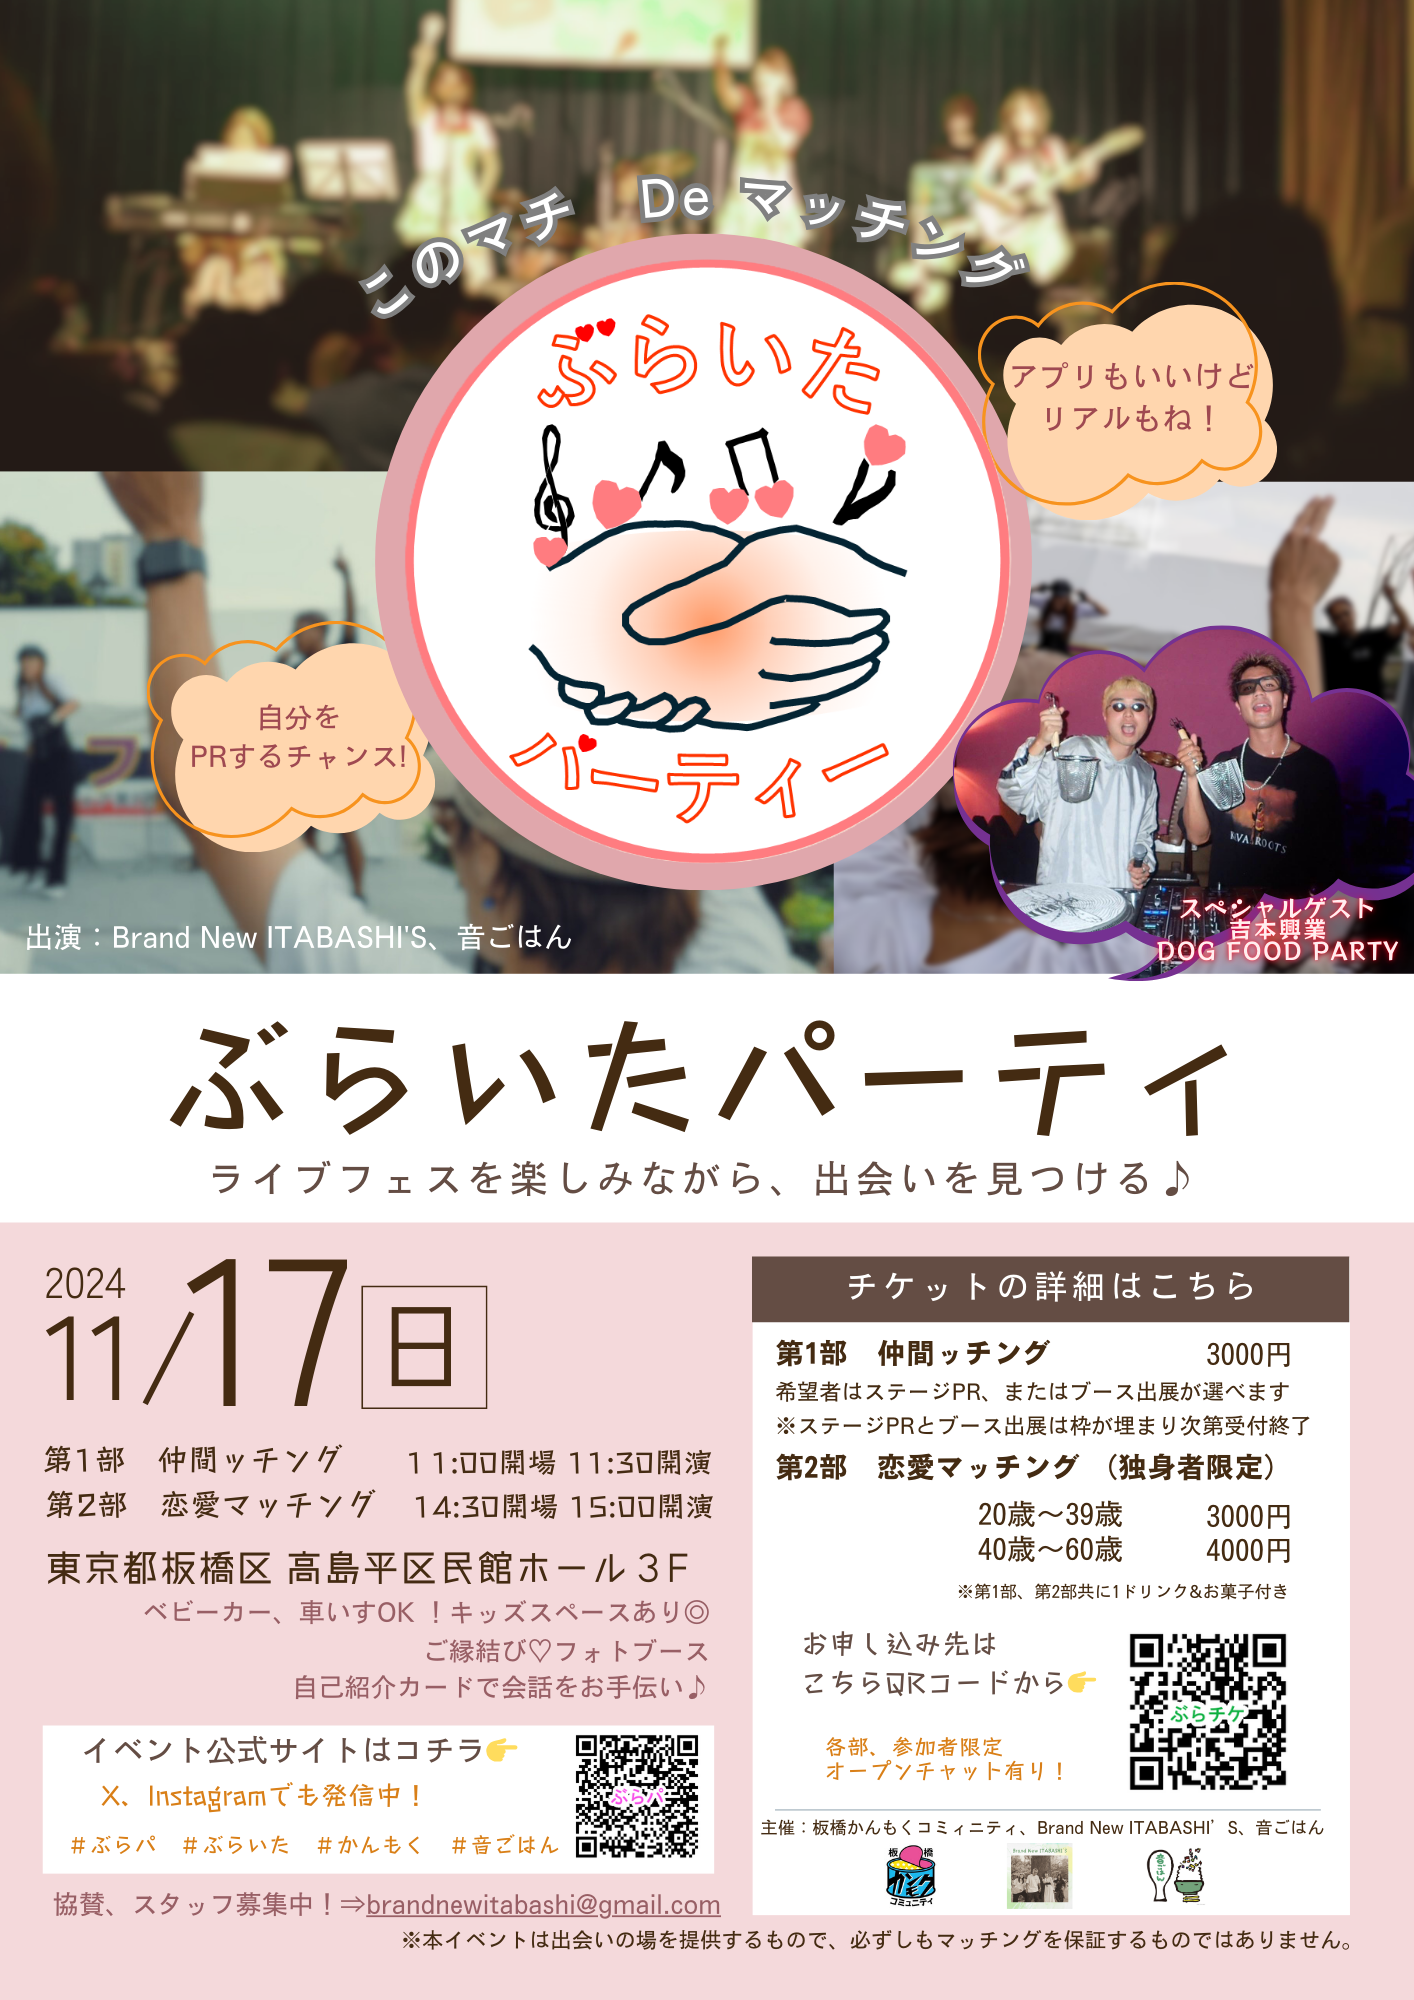 このマチ De マッチング
ぶらいた
アプリもいいけど
リアルもね！
自分を
PRするチャンス!
パーティー
出演：Brand New ITABASHI'S、音ごはん
スペシャルゲスト
吉本興業
DOG FOOD PARTY
ぶらいたパーティ
ライブフェスを楽しみながら、出会いを見つける♪
2024
11/17 日
第1部　仲間ッチング　11:00開場 11:30開演
第2部　恋愛マッチング　14:30開場 15:00開演
東京都板橋区 高島平区民館ホール３F
ベビーカー、車いすOK ！キッズスペースあり◎
ご縁結び♡フォトブース
自己紹介カードで会話をお手伝い♪
イベント公式サイトはコチラ👉
X、Instagramでも発信中！
＃ぶらパ　＃ぶらいた　＃かんもく　＃音ごはん
ぶらパ
協賛、スタッフ募集中！⇒brandnewitabashi@gmail.com
チケットの詳細はこちら
第1部　仲間ッチング　3000円
希望者はステージPR、またはブース出展が選べます
※ステージPRとブース出展は枠が埋まり次第受付終了
第2部　恋愛マッチング （独身者限定）
20歳〜39歳　3000円
40歳〜60歳　4000円
※第1部、第2部共に1ドリンク&お菓子付き
お申し込み先は
こちらQRコードから👉
ぶらチケ
各部、参加者限定
オープンチャット有り！
主催：板橋かんもくコミィニティ、Brand New ITABASHI’S、音ごはん
板橋
カンモク
コミュニティ
Brand New ITABASHI'S
音ごはん
※本イベントは出会いの場を提供するもので、必ずしもマッチングを保証するものではありません。